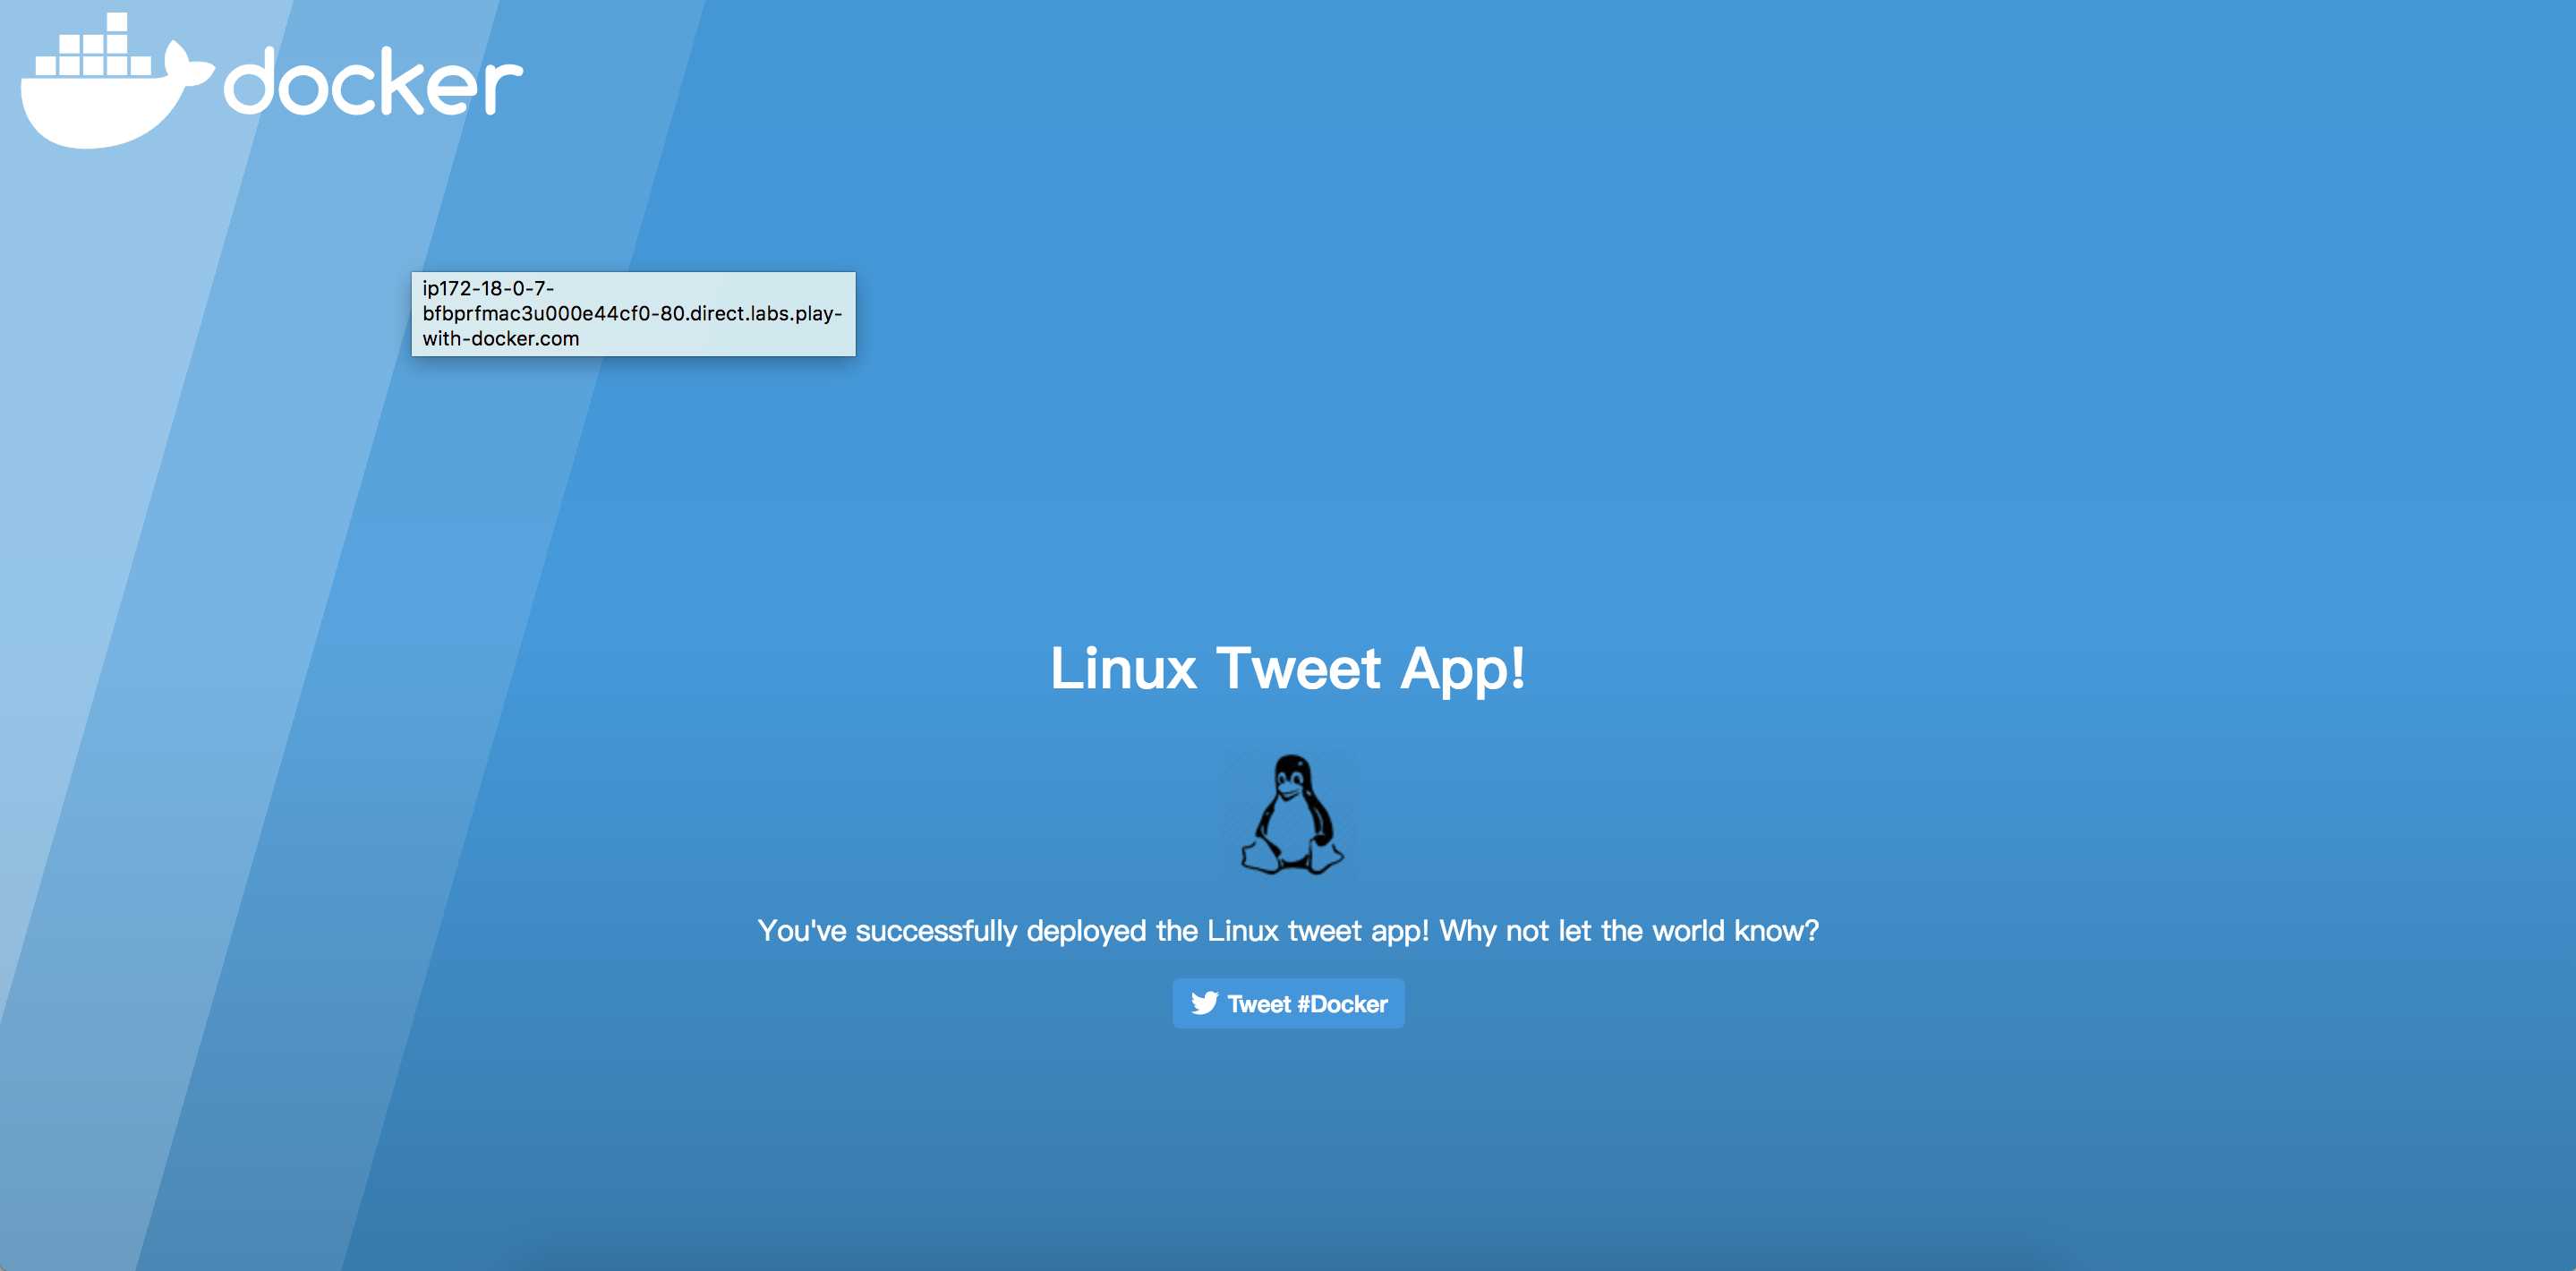 docker
ip172-18-0-7-
bfbprfmac3u000e44cf0-80.direct.labs.play-
with-docker.com
Linux Tweet App!
You've successfully deployed the Linux tweet app! Why not let the world know?
Tweet #Docker